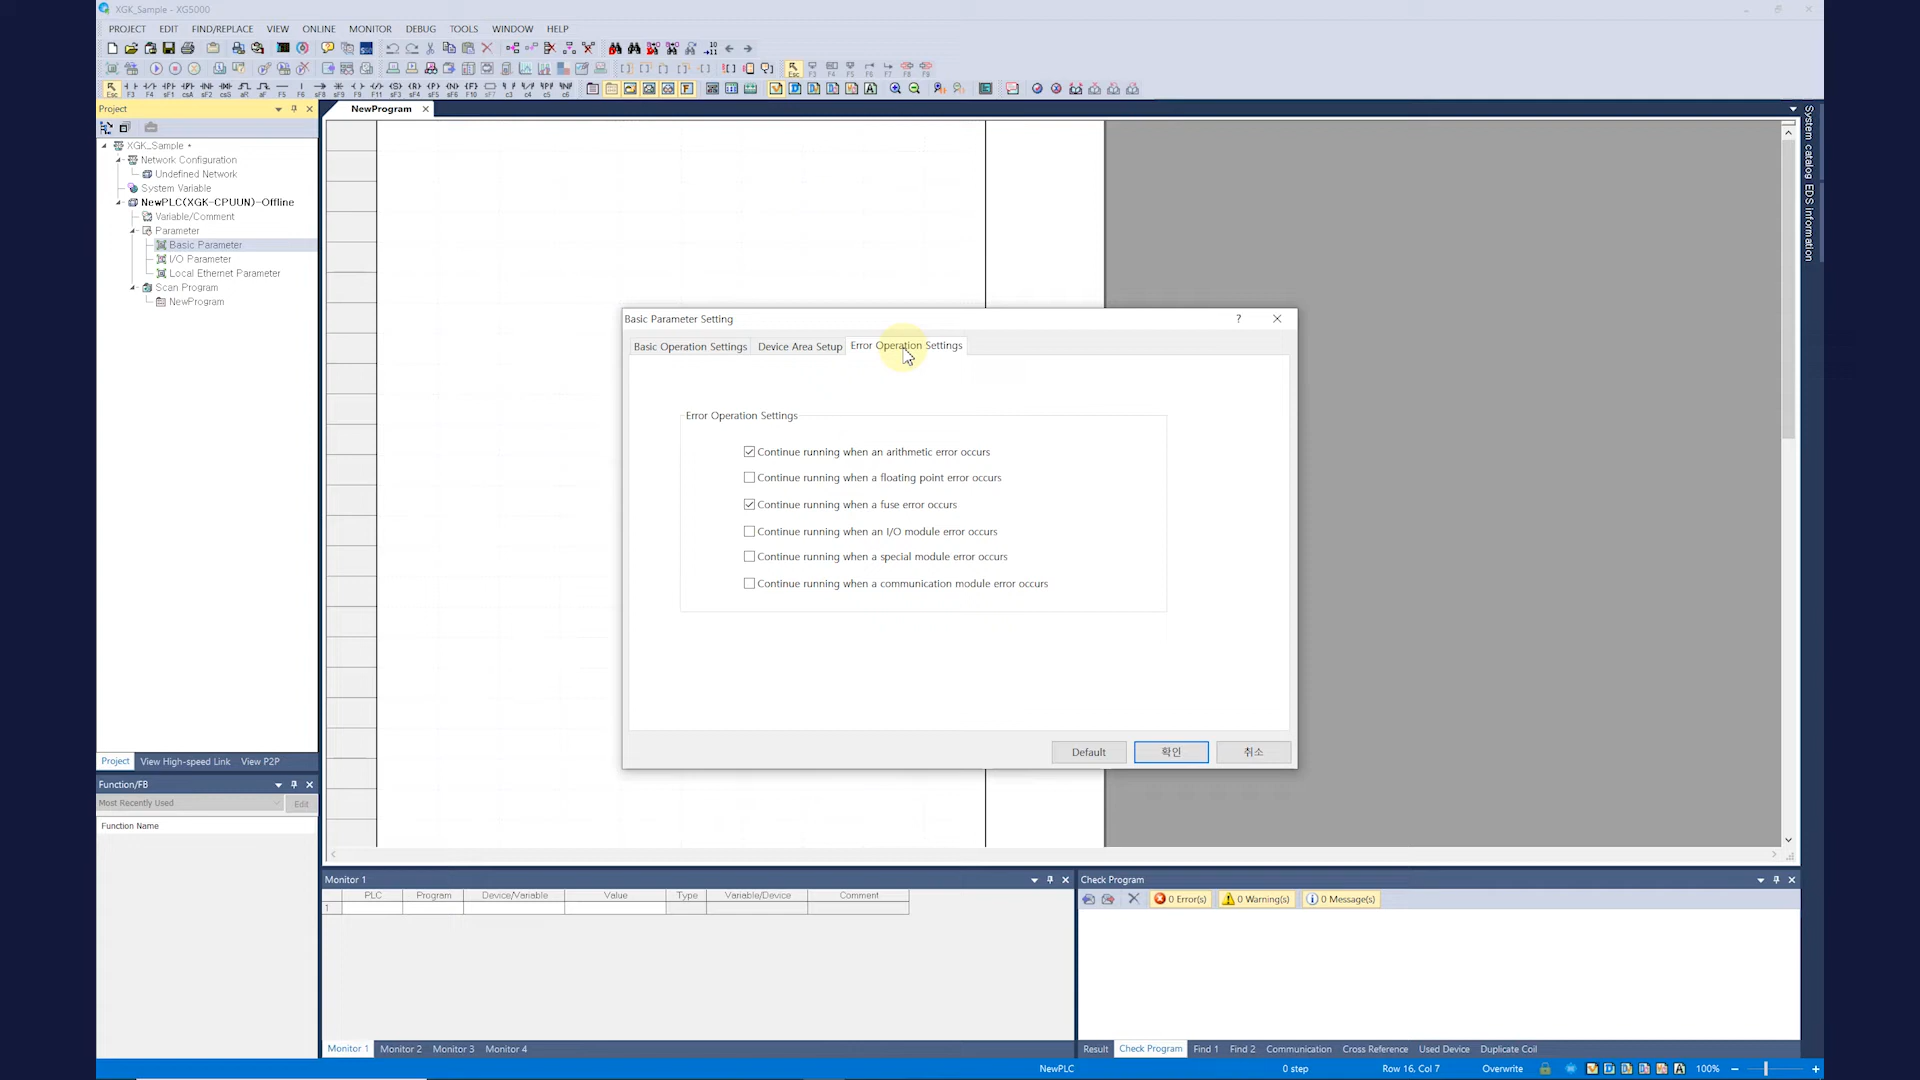 XGK_Sample - XG5000
PROJECT EDIT FIND/REPLACE VIEW ONLINE MONITOR DEBUG TOOLS WINDOW HELP
Project
NewProgram
XGK_Sample *
Network Configuration
Undefined Network
System Variable
NewPLC(XGK-CPUUN)-Offline
Variable/Comment
Parameter
Basic Parameter
I/O Parameter
Local Ethernet Parameter
Scan Program
NewProgram
System catalog
EDS information
Basic Parameter Setting
Basic Operation Settings Device Area Setup Error Operation Settings
Error Operation Settings
Continue running when an arithmetic error occurs
Continue running when a floating point error occurs
Continue running when a fuse error occurs
Continue running when an I/O module error occurs
Continue running when a special module error occurs
Continue running when a communication module error occurs
Default 확인 취소
Project View High-speed Link View P2P
Function/FB
Most Recently Used Edit
Function Name
Monitor 1
PLC Program Device/Variable Value Type Variable/Device Comment
1
Monitor 1 Monitor 2 Monitor 3 Monitor 4
Check Program
0 Error(s) 0 Warning(s) 0 Message(s)
Result Check Program Find 1 Find 2 Communication Cross Reference Used Device Duplicate Coil
NewPLC 0 step Row 16, Col 7 Overwrite 100%